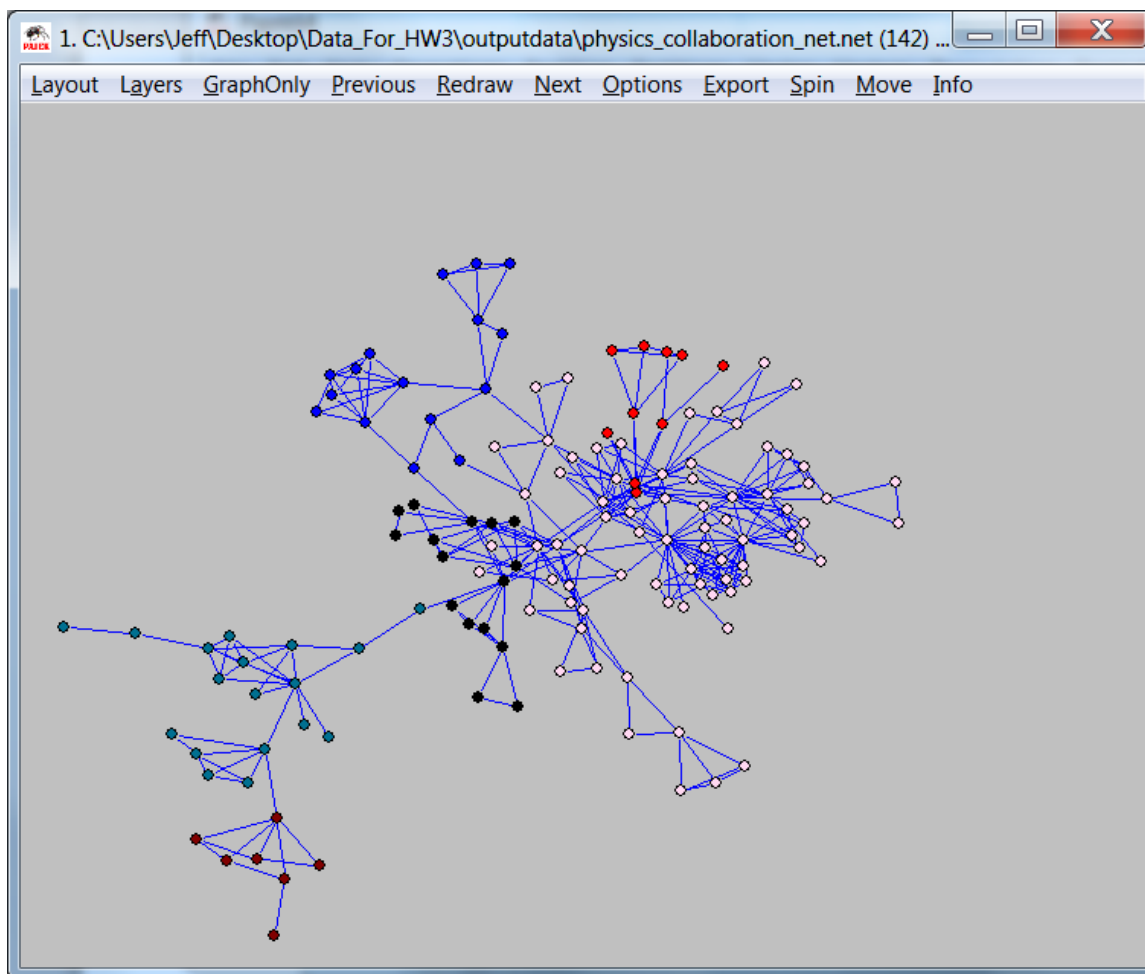 1. C:\Users\Jeff\Desktop\Data_For_HW3\outputdata\physics_collaboration_net.net (142) ...
Layout Layers GraphOnly Previous Redraw Next Options Export Spin Move Info